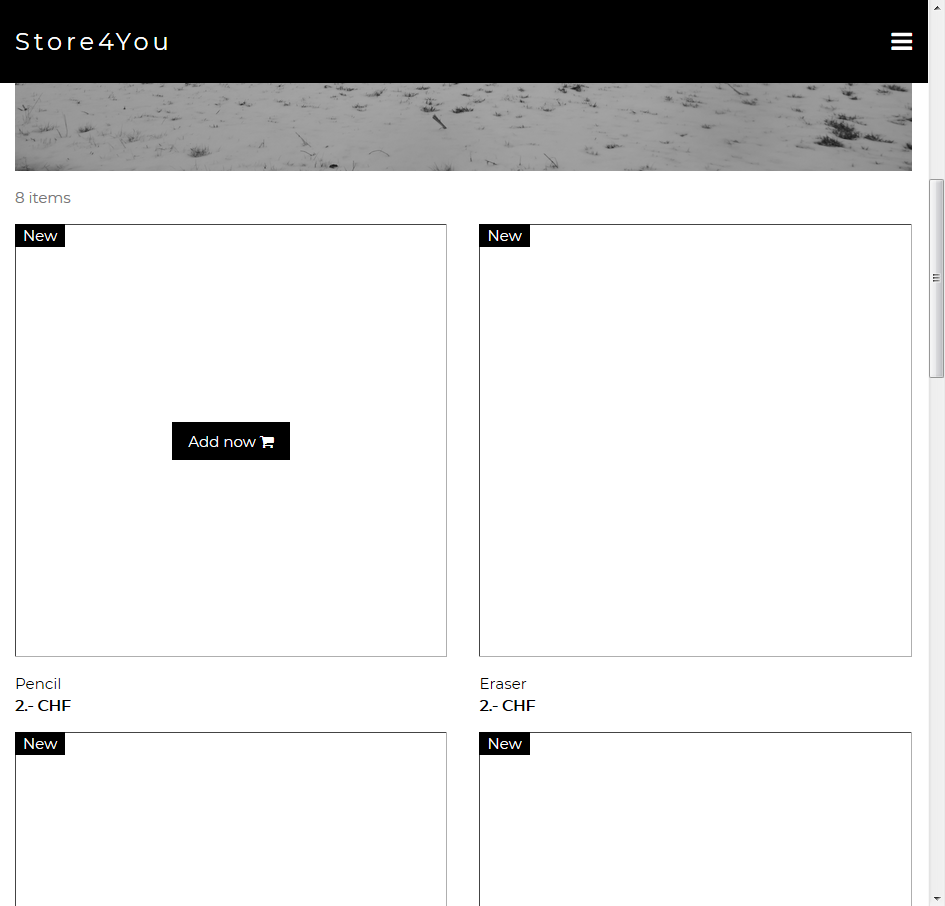 Store4You
8 items
New
New
Add now
Pencil
2.- CHF
Eraser
2.- CHF
New
New